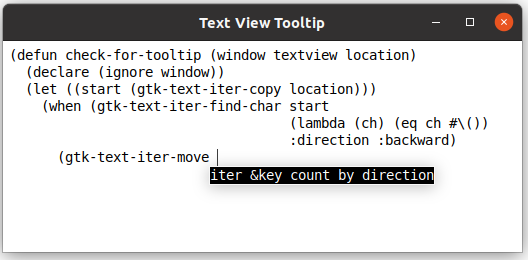 Text View Tooltip
(defun check-for-tooltip (window textview location)
  (declare (ignore window))
  (let ((start (gtk-text-iter-copy location)))
    (when (gtk-text-iter-find-char start
                                   (lambda (ch) (eq ch #\())
                                   :direction :backward)
      (gtk-text-iter-move
iter &key count by direction